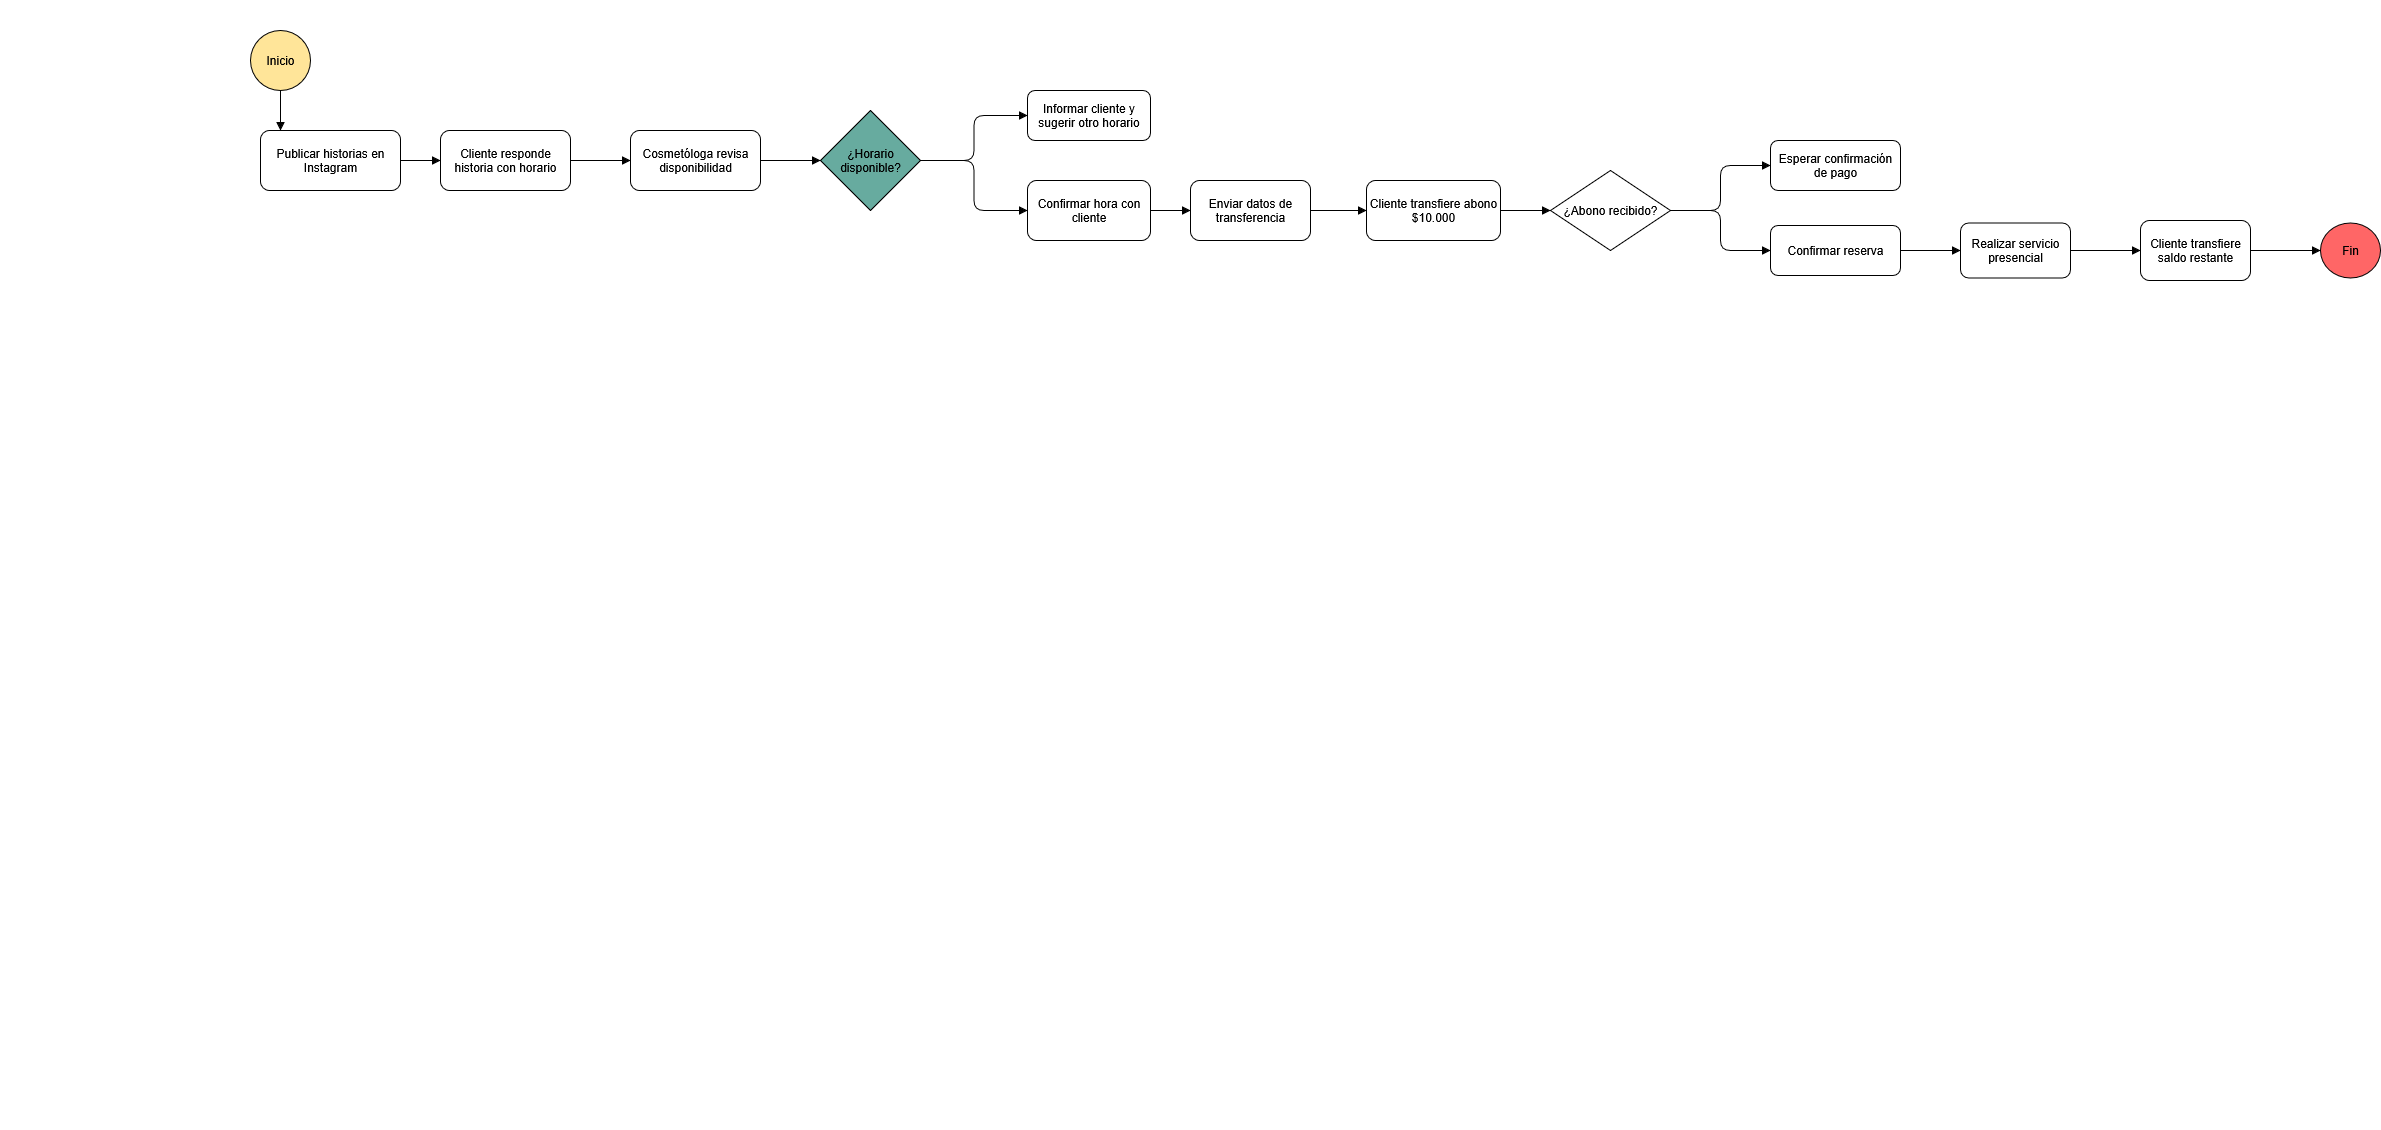 Inicio
Publicar historias en
Instagram
Cliente responde
historia con horario
Cosmetóloga revisa
disponibilidad
¿Horario
disponible?
Informar cliente y
sugerir otro horario
Confirmar hora con
cliente
Enviar datos de
transferencia
Cliente transfiere abono
$10.000
¿Abono recibido?
Esperar confirmación
de pago
Confirmar reserva
Realizar servicio
presencial
Cliente transfiere
saldo restante
Fin